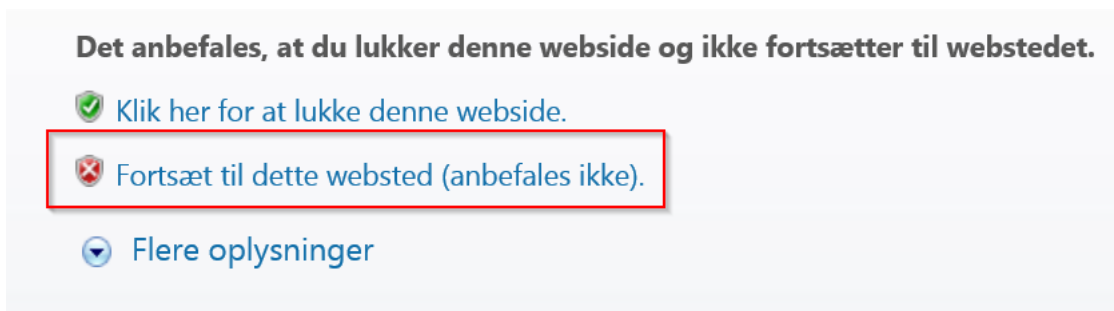 Det anbefales, at du lukker denne webside og ikke fortsætter til webstedet.
Klik her for at lukke denne webside.
Fortsæt til dette websted (anbefales ikke).
Flere oplysninger